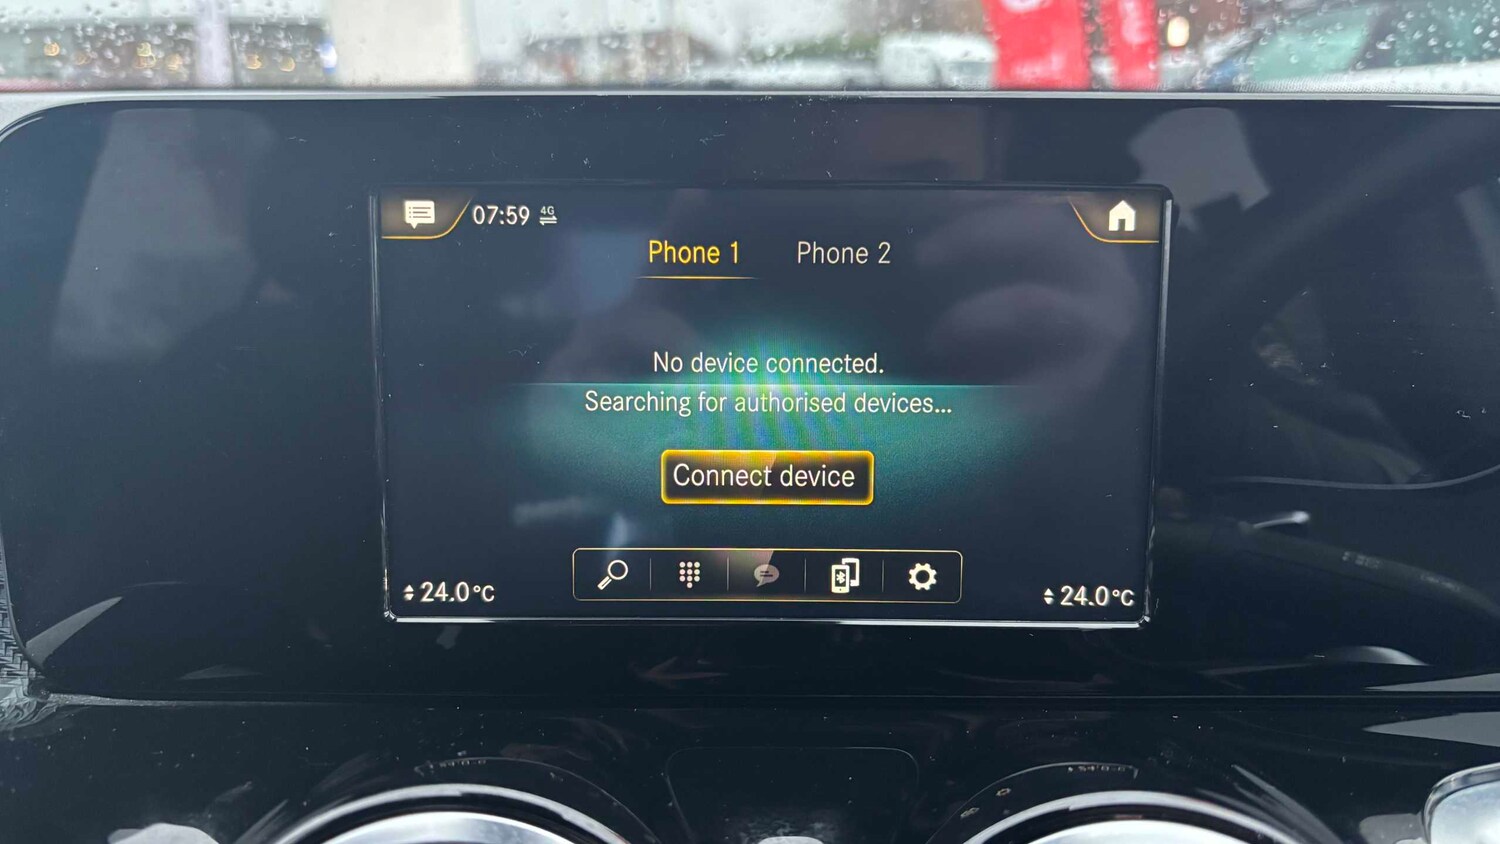 07:59 4G
Phone 1 Phone 2
No device connected.
Searching for authorised devices...
Connect device
24.0°C 24.0°C